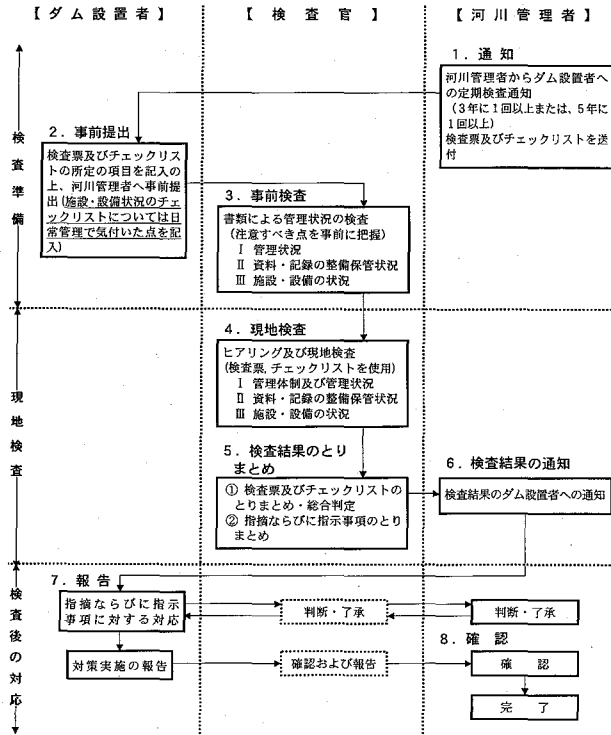 【ダム設置者】
【検査官】
【河川管理者】
検査準備
現地検査
検査後の対応
1．通知
河川管理者からダム設置者へ
の定期検査通知
（3年に1回以上または、5年に
1回以上）
検査票及びチェックリストを送
付
2．事前提出
検査票及びチェックリス
トの所定の項目を記入の
上、河川管理者へ事前提
出(施設・設備状況のチェ
ックリストについては日
常管理で気付いた点を記
入)
3．事前検査
書類による管理状況の検査
(注意すべき点を事前に把握)
Ⅰ 管理状況
Ⅱ 資料・記録の整備保管状況
Ⅲ 施設・設備の状況
4．現地検査
ヒアリング及び現地検査
(検査票,チェックリストを使用)
Ⅰ 管理体制及び管理状況
Ⅱ 資料・記録の整備保管状況
Ⅲ 施設・設備の状況
5．検査結果のとり
まとめ
① 検査票及びチェックリストの
とりまとめ・総合判定
② 指摘ならびに指示事項のとり
まとめ
6．検査結果の通知
検査結果のダム設置者への通知
7．報告
指摘ならびに指示
事項に対する対応
判断・了承
判断・了承
8．確認
対策実施の報告
確認および報告
確認
完了